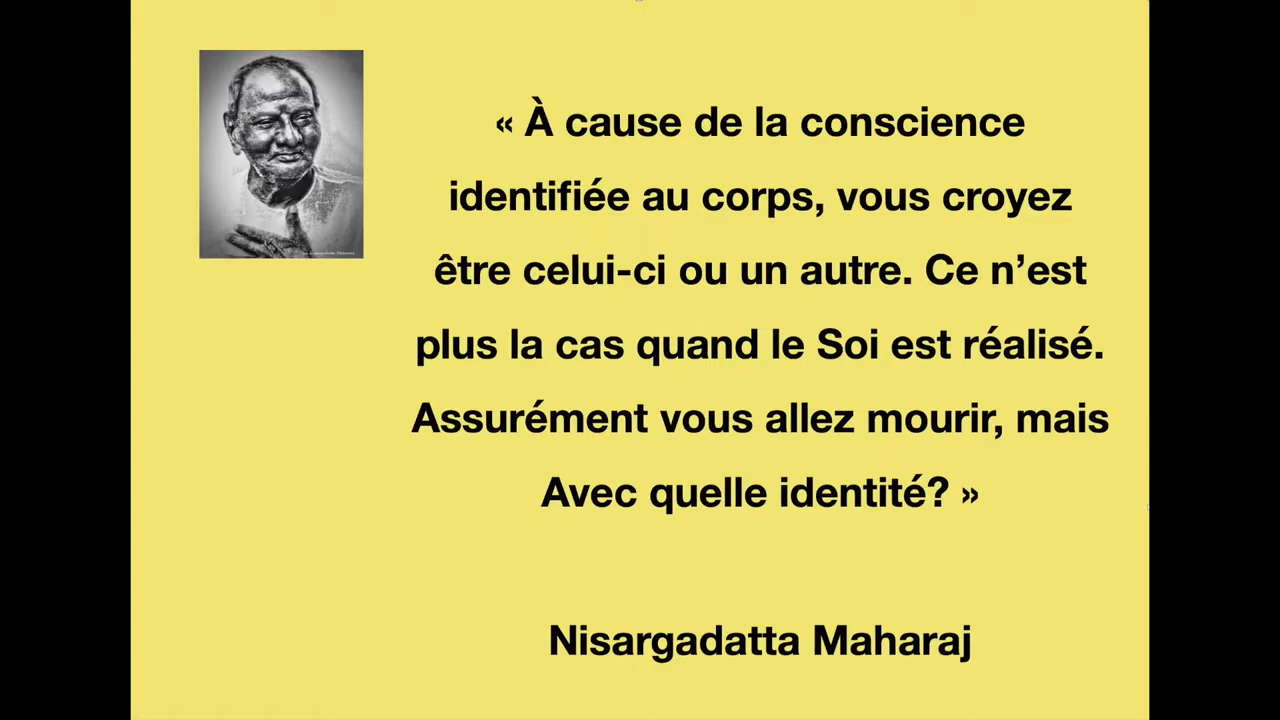 « À cause de la conscience
identifiée au corps, vous croyez
être celui-ci ou un autre. Ce n’est
plus la cas quand le Soi est réalisé.
Assurément vous allez mourir, mais
Avec quelle identité? »
Nisargadatta Maharaj